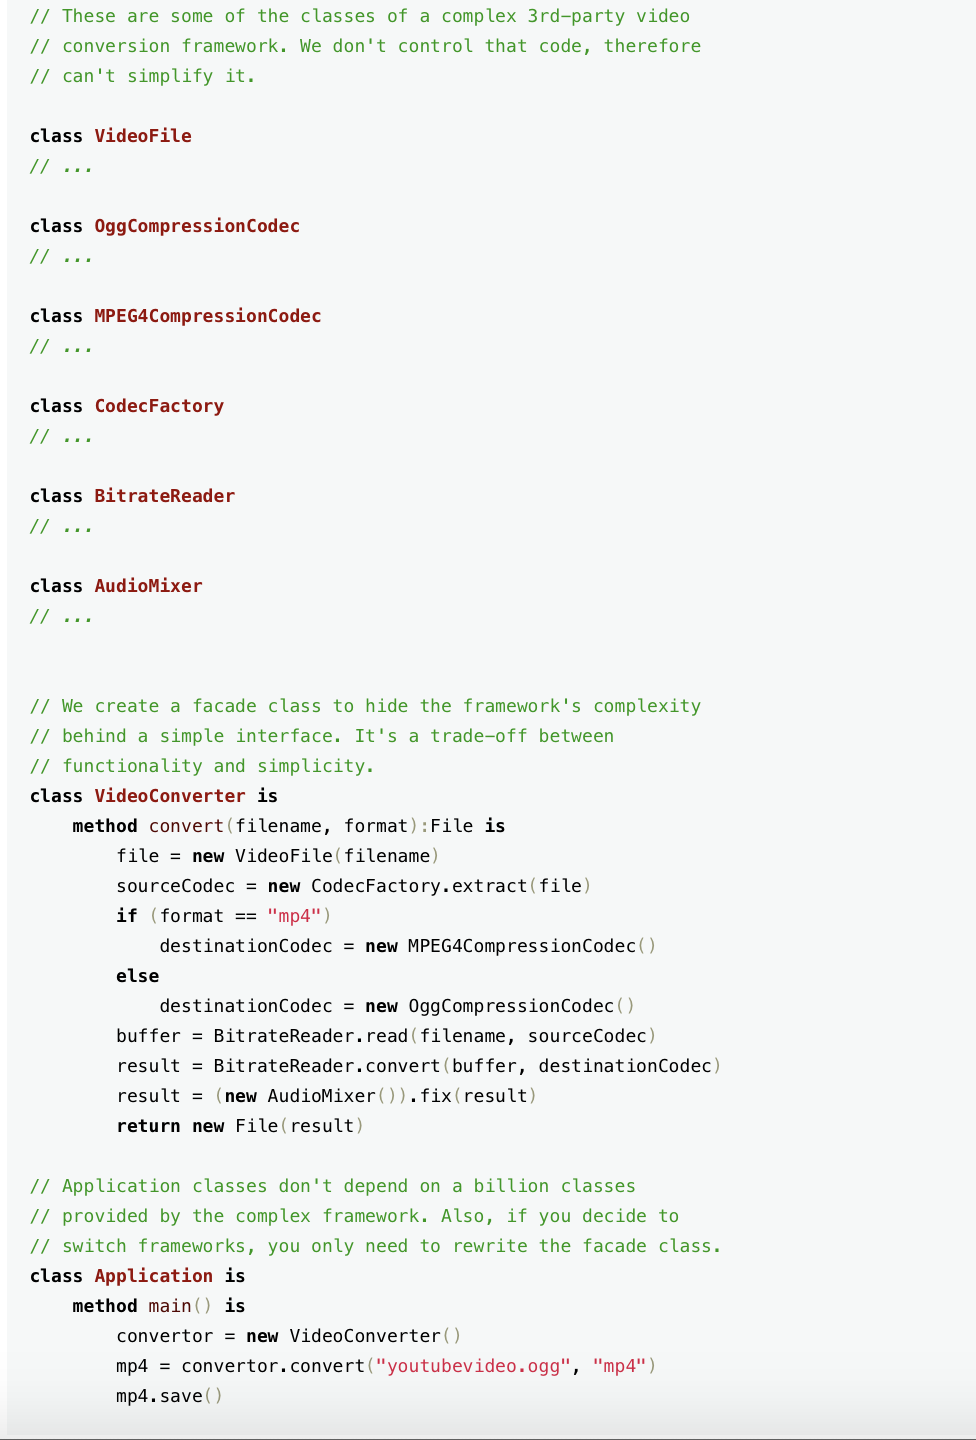 // These are some of the classes of a complex 3rd-party video
// conversion framework. We don't control that code, therefore
// can't simplify it.

class VideoFile
// ...

class OggCompressionCodec
// ...

class MPEG4CompressionCodec
// ...

class CodecFactory
// ...

class BitrateReader
// ...

class AudioMixer
// ...


// We create a facade class to hide the framework's complexity
// behind a simple interface. It's a trade-off between
// functionality and simplicity.
class VideoConverter is
    method convert(filename, format):File is
        file = new VideoFile(filename)
        sourceCodec = new CodecFactory.extract(file)
        if (format == "mp4")
            destinationCodec = new MPEG4CompressionCodec()
        else
            destinationCodec = new OggCompressionCodec()
        buffer = BitrateReader.read(filename, sourceCodec)
        result = BitrateReader.convert(buffer, destinationCodec)
        result = (new AudioMixer()).fix(result)
        return new File(result)

// Application classes don't depend on a billion classes
// provided by the complex framework. Also, if you decide to
// switch frameworks, you only need to rewrite the facade class.
class Application is
    method main() is
        convertor = new VideoConverter()
        mp4 = convertor.convert("youtubevideo.ogg", "mp4")
        mp4.save()